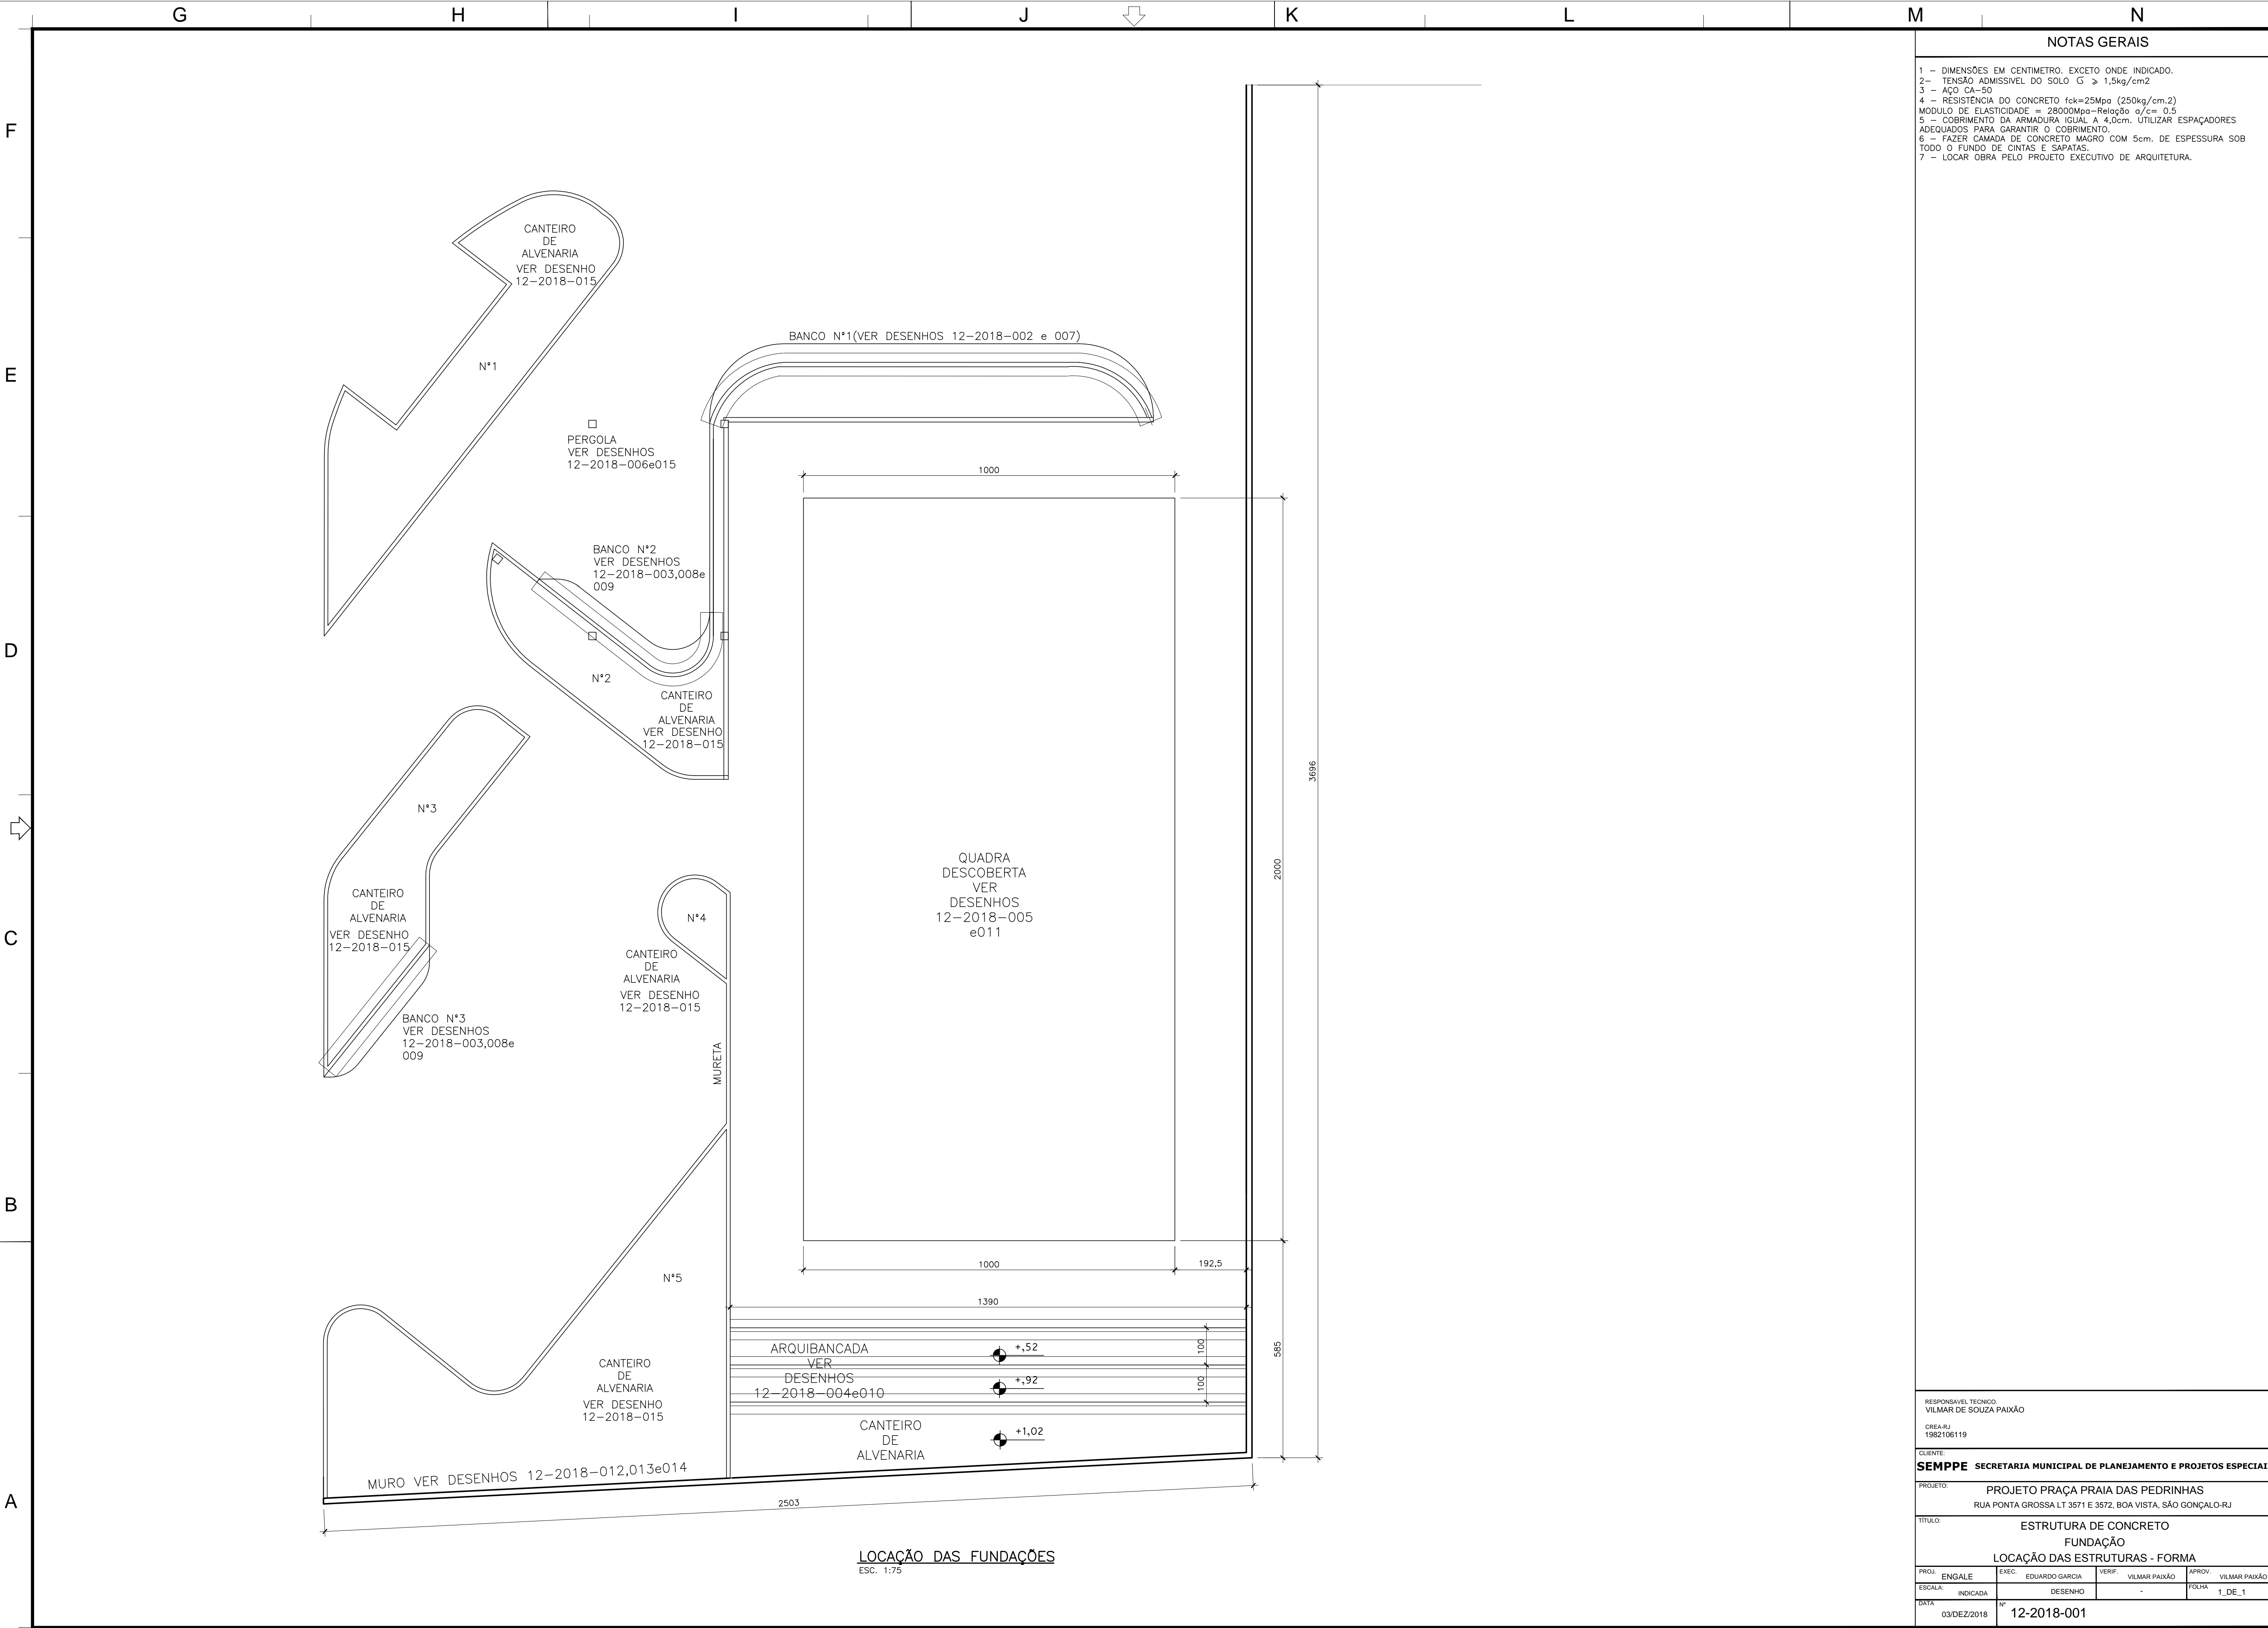 G
H
I
J
K
L
M
N
F
E
D
C
B
A
CANTEIRO
DE
ALVENARIA
VER DESENHO
12-2018-015
N°1
BANCO N°1(VER DESENHOS 12-2018-002 e 007)
PERGOLA
VER DESENHOS
12-2018-006e015
1000
BANCO N°2
VER DESENHOS
12-2018-003,008e
009
N°2
CANTEIRO
DE
ALVENARIA
VER DESENHO
12-2018-015
3696
N°3
QUADRA
DESCOBERTA
VER
DESENHOS
12-2018-005
e011
2000
CANTEIRO
DE
ALVENARIA
VER DESENHO
12-2018-015
N°4
CANTEIRO
DE
ALVENARIA
VER DESENHO
12-2018-015
BANCO N°3
VER DESENHOS
12-2018-003,008e
009
MURETA
1000
192,5
N°5
1390
ARQUIBANCADA
VER
DESENHOS
12-2018-004e010
+,52
+,92
100
100
585
CANTEIRO
DE
ALVENARIA
VER DESENHO
12-2018-015
CANTEIRO
DE
ALVENARIA
+1,02
MURO VER DESENHOS 12-2018-012,013e014
2503
LOCAÇÃO DAS FUNDAÇÕES
ESC. 1:75
NOTAS GERAIS
1 - DIMENSÕES EM CENTIMETRO. EXCETO ONDE INDICADO.
2- TENSÃO ADMISSIVEL DO SOLO σ ⩾ 1,5kg/cm2
3 - AÇO CA-50
4 - RESISTÊNCIA DO CONCRETO fck=25Mpa (250kg/cm.2)
MODULO DE ELASTICIDADE = 28000Mpa-Relação a/c= 0.5
5 - COBRIMENTO DA ARMADURA IGUAL A 4,0cm. UTILIZAR ESPAÇADORES
ADEQUADOS PARA GARANTIR O COBRIMENTO.
6 - FAZER CAMADA DE CONCRETO MAGRO COM 5cm. DE ESPESSURA SOB
TODO O FUNDO DE CINTAS E SAPATAS.
7 - LOCAR OBRA PELO PROJETO EXECUTIVO DE ARQUITETURA.
RESPONSAVEL TECNICO.
VILMAR DE SOUZA PAIXÃO
CREA-RJ
1982106119
CLIENTE:
SEMPPE SECRETARIA MUNICIPAL DE PLANEJAMENTO E PROJETOS ESPECIAI
PROJETO:
PROJETO PRAÇA PRAIA DAS PEDRINHAS
RUA PONTA GROSSA LT 3571 E 3572, BOA VISTA, SÃO GONÇALO-RJ
TÍTULO:
ESTRUTURA DE CONCRETO
FUNDAÇÃO
LOCAÇÃO DAS ESTRUTURAS - FORMA
PROJ. ENGALE EXEC. EDUARDO GARCIA VERIF. VILMAR PAIXÃO APROV. VILMAR PAIXÃO
ESCALA: INDICADA DESENHO - FOLHA 1_DE_1
DATA 03/DEZ/2018 Nº 12-2018-001